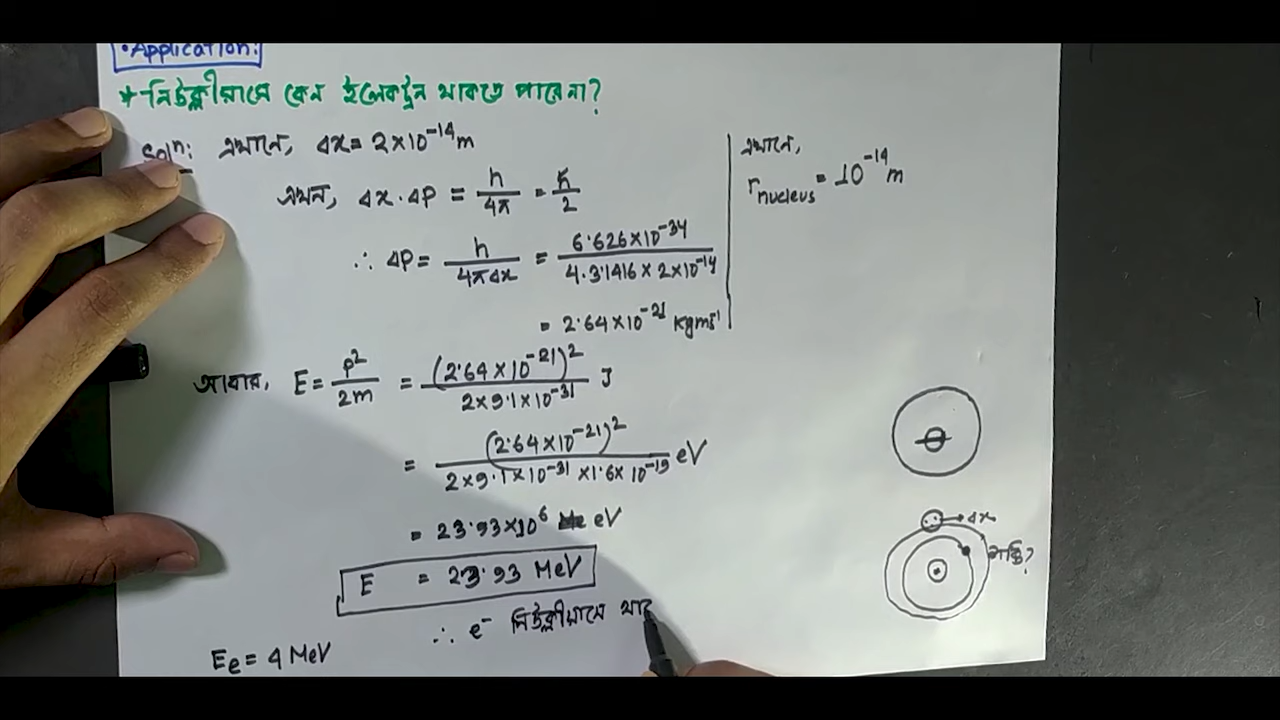 • Application:
* নিউক্লীয়াসে কেন ইলেকট্রন থাকতে পারে না?
Solⁿ: এখানে, Δx = 2×10⁻¹⁴ m
এখন, Δx·ΔP = h/4π = ħ/2
∴ ΔP = h/4πΔx = 6·626×10⁻³⁴/4·3·1416×2×10⁻¹⁴
= 2·64×10⁻²¹ kgms⁻¹
আবার, E = P²/2m = (2·64×10⁻²¹)²/2×9·1×10⁻³¹ J
= (2·64×10⁻²¹)²/2×9·1×10⁻³¹×1·6×10⁻¹⁹ eV
= 23·93×10⁶ eV
E = 23·93 MeV
∴ e⁻ নিউক্লীয়াসে থাক
Ee = 4 MeV
এখানে,
r nucleus = 10⁻¹⁴ m
Δx
শক্তি?